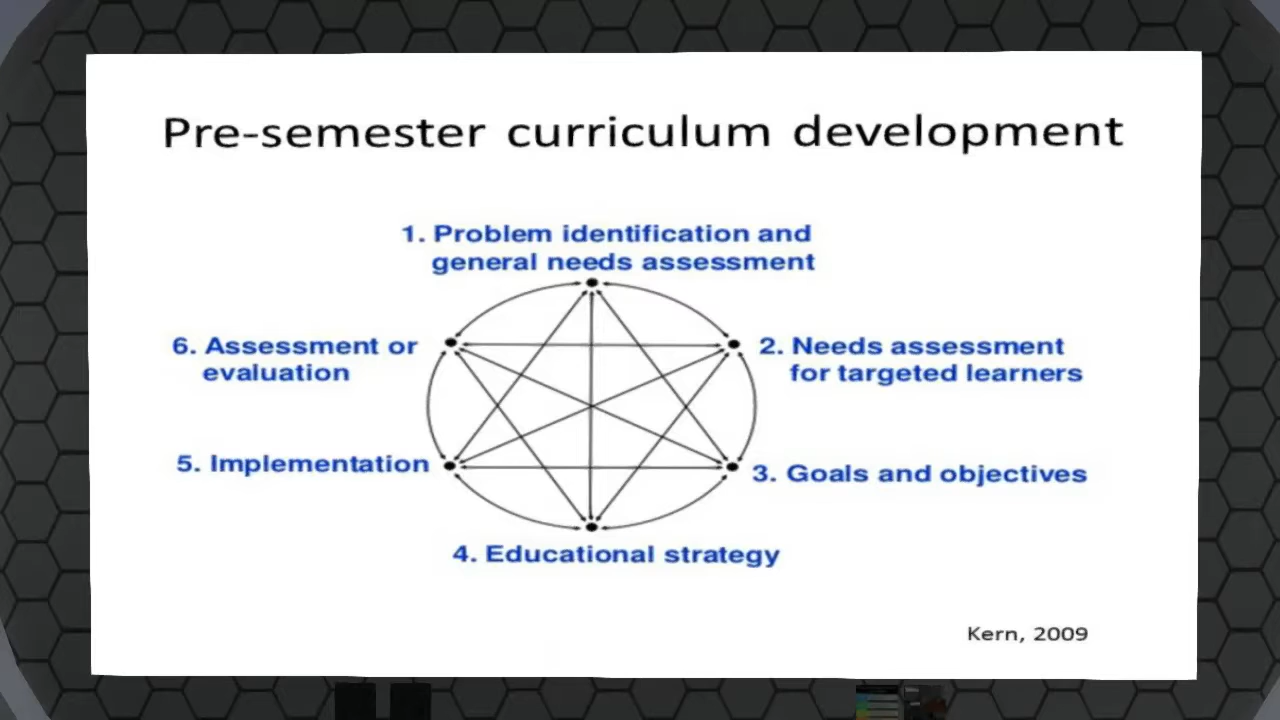 Pre-semester curriculum development
1. Problem identification and
general needs assessment
6. Assessment or
evaluation
2. Needs assessment
for targeted learners
5. Implementation
3. Goals and objectives
4. Educational strategy
Kern, 2009